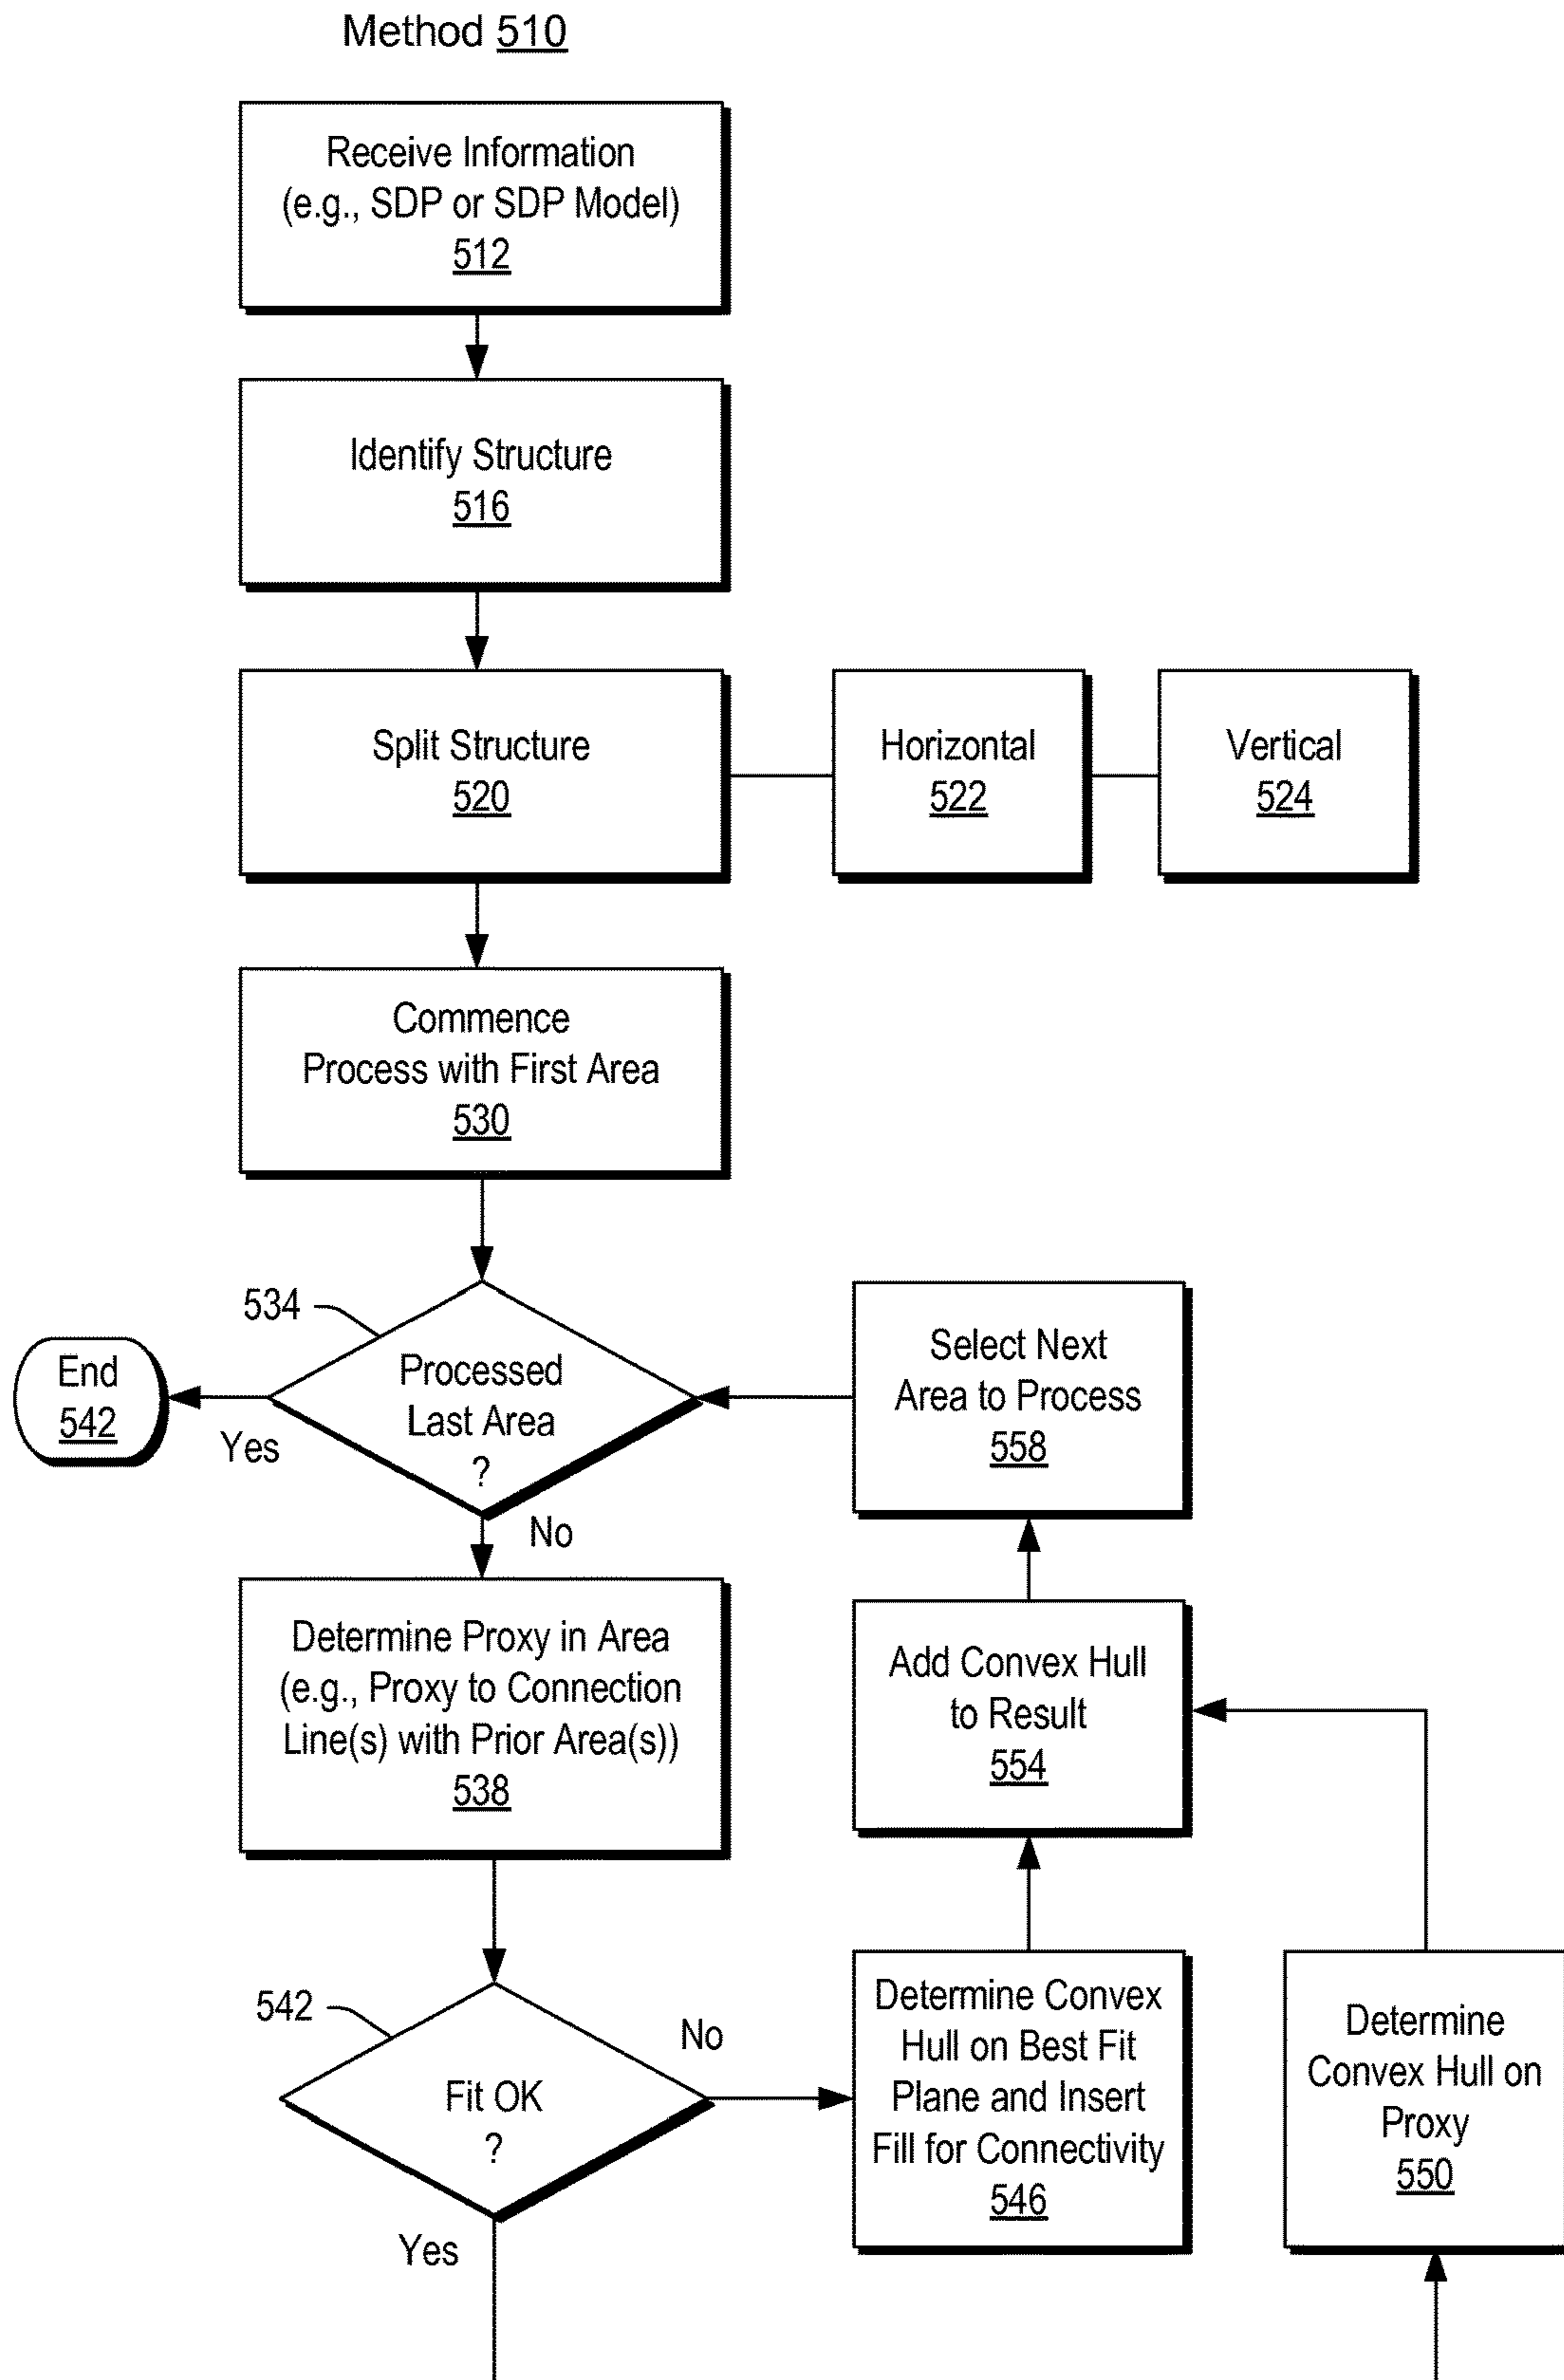 Method 510
Receive Information
(e.g., SDP or SDP Model)
512
Identify Structure
516
Split Structure
520
Horizontal
522
Vertical
524
Commence
Process with First Area
530
534
Processed
Last Area
?
End
542
Yes
No
Select Next
Area to Process
558
Determine Proxy in Area
(e.g., Proxy to Connection
Line(s) with Prior Area(s))
538
Add Convex Hull
to Result
554
542
Fit OK
?
No
Yes
Determine Convex
Hull on Best Fit
Plane and Insert
Fill for Connectivity
546
Determine
Convex Hull on
Proxy
550